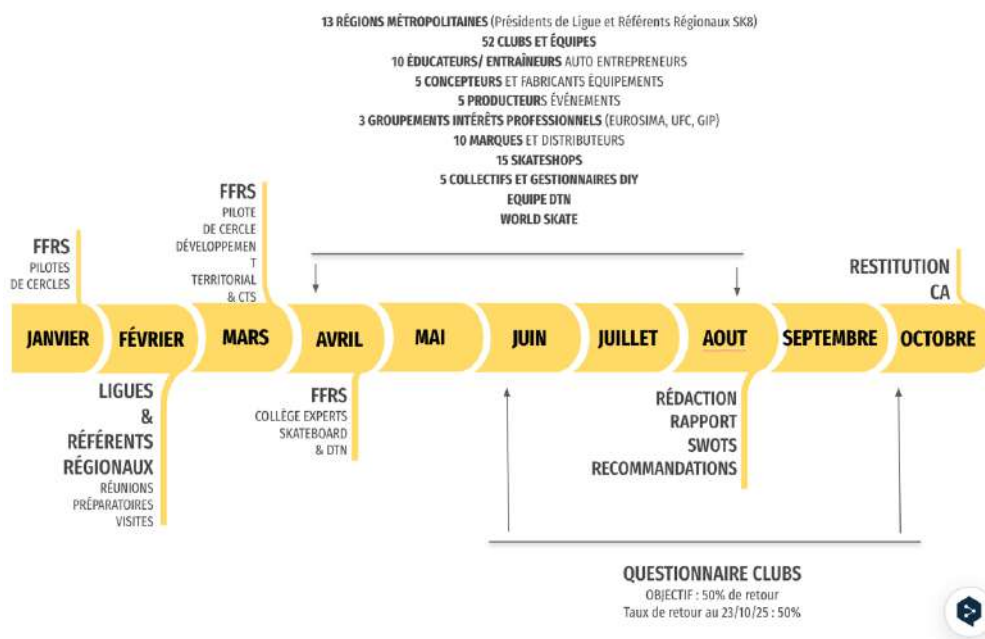 13 RÉGIONS MÉTROPOLITAINES (Présidents de Ligue et Référents Régionaux SK8)
52 CLUBS ET ÉQUIPES
10 ÉDUCATEURS/ ENTRAÎNEURS AUTO ENTREPRENEURS
5 CONCEPTEURS ET FABRICANTS ÉQUIPEMENTS
5 PRODUCTEURS ÉVÊNEMENTS
3 GROUPEMENTS INTÉRÊTS PROFESSIONNELS (EUROSIMA, UFC, GIP)
10 MARQUES ET DISTRIBUTEURS
15 SKATESHOPS
5 COLLECTIFS ET GESTIONNAIRES DIY
EQUIPE DTN
WORLD SKATE
FFRS
PILOTES
DE CERCLES
FFRS
PILOTE
DE CERCLE
DÉVELOPPEMEN
T
TERRITORIAL
& CTS
RESTITUTION
CA
JANVIER
FÉVRIER
MARS
AVRIL
MAI
JUIN
JUILLET
AOUT
SEPTEMBRE
OCTOBRE
LIGUES
&
RÉFÉRENTS
RÉGIONAUX
RÉUNIONS
PRÉPARATOIRES
VISITES
FFRS
COLLÈGE EXPERTS
SKATEBOARD
& DTN
RÉDACTION
RAPPORT
SWOTS
RECOMMANDATIONS
QUESTIONNAIRE CLUBS
OBJECTIF : 50% de retour
Taux de retour au 23/10/25 : 50%